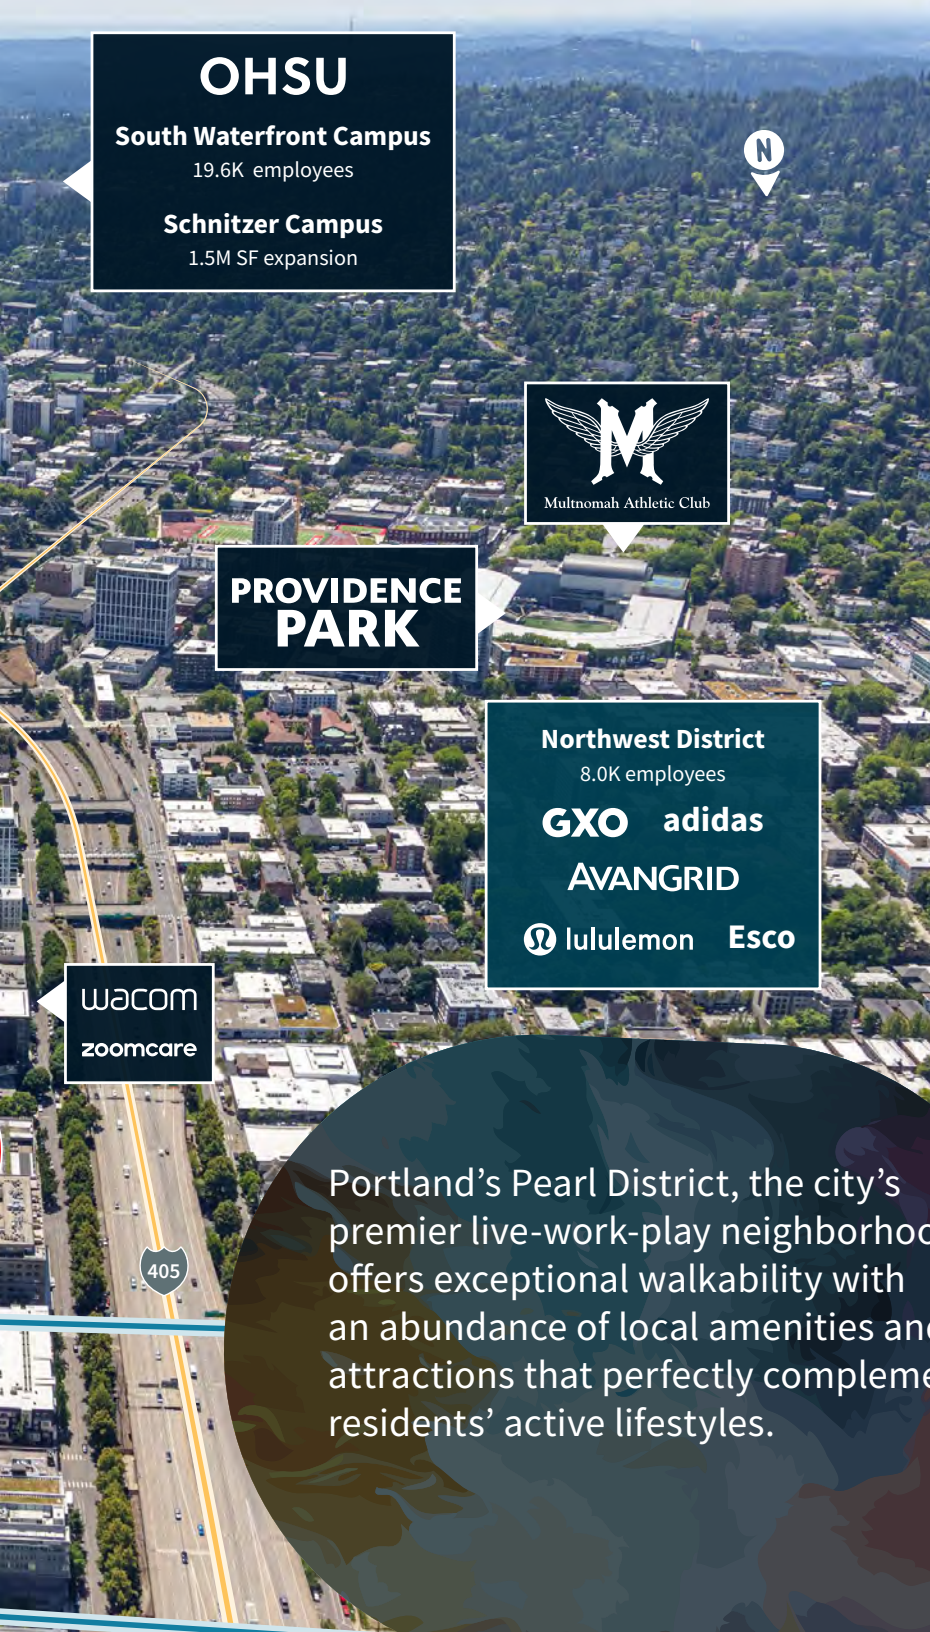 OHSU
South Waterfront Campus
19.6K employees
Schnitzer Campus
1.5M SF expansion
N
M
Multnomah Athletic Club
PROVIDENCE
PARK
Northwest District
8.0K employees
GXO adidas
AVANGRID
lululemon Esco
wacom
zoomcare
405
Portland’s Pearl District, the city’s
premier live-work-play neighborhoo
offers exceptional walkability with
an abundance of local amenities an
attractions that perfectly compleme
residents’ active lifestyles.